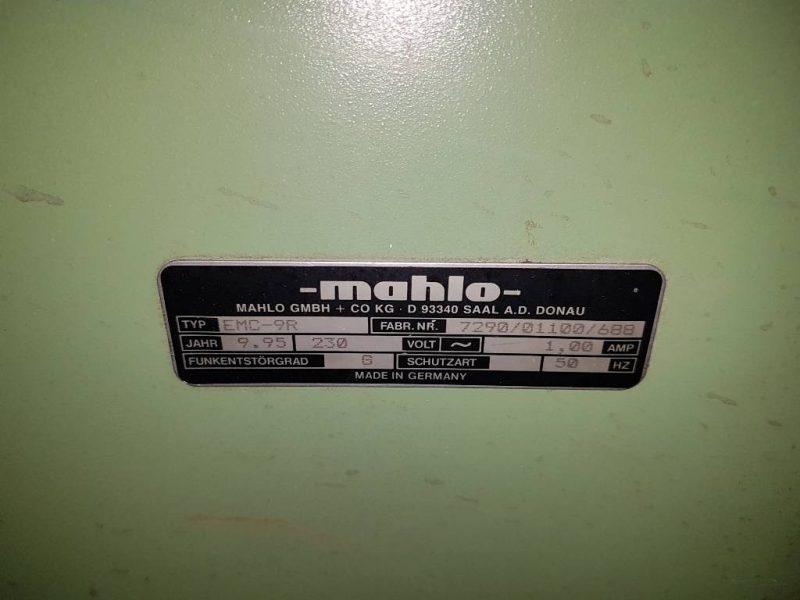 -mahlo-
MAHLO GMBH + CO KG · D 93340 SAAL A.D. DONAU
TYP EMC-9R FABR. NR. 7290/01100/688
JAHR 9.95 230 VOLT ~ 1,00 AMP
FUNKENTSTÖRGRAD G SCHUTZART 50 HZ
MADE IN GERMANY